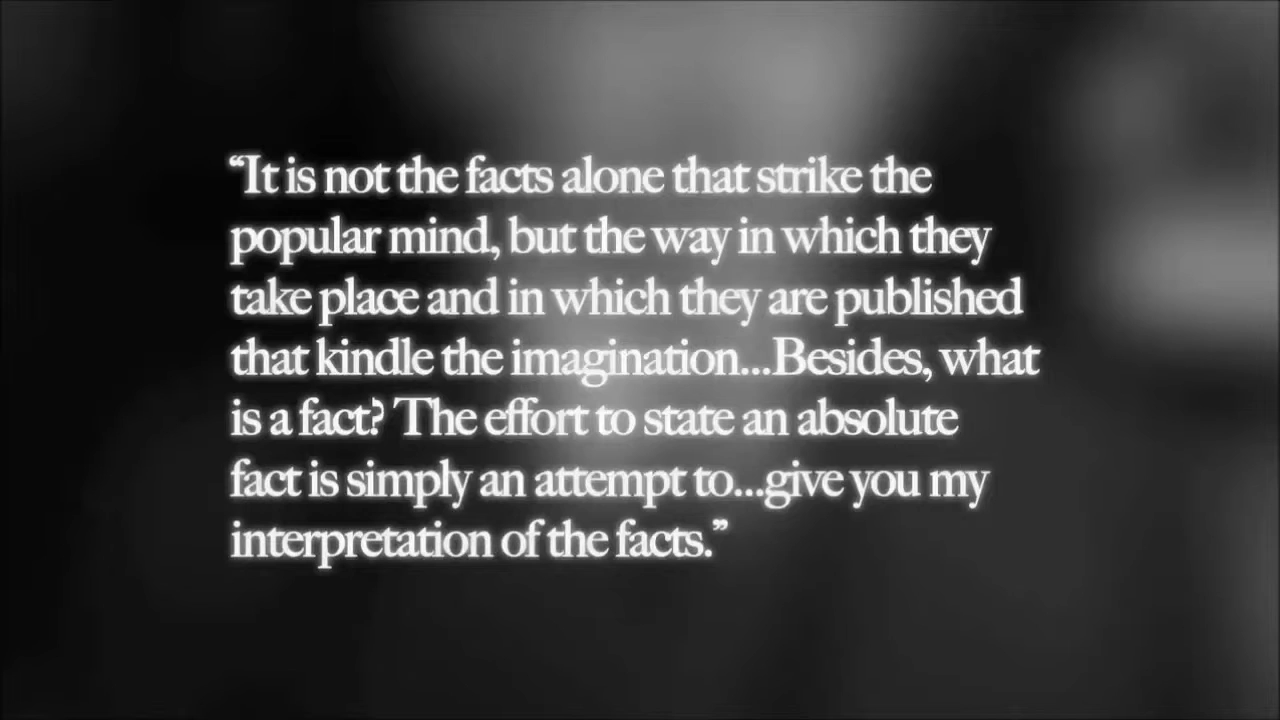 “It is not the facts alone that strike the
popular mind, but the way in which they
take place and in which they are published
that kindle the imagination...Besides, what
is a fact? The effort to state an absolute
fact is simply an attempt to...give you my
interpretation of the facts.”